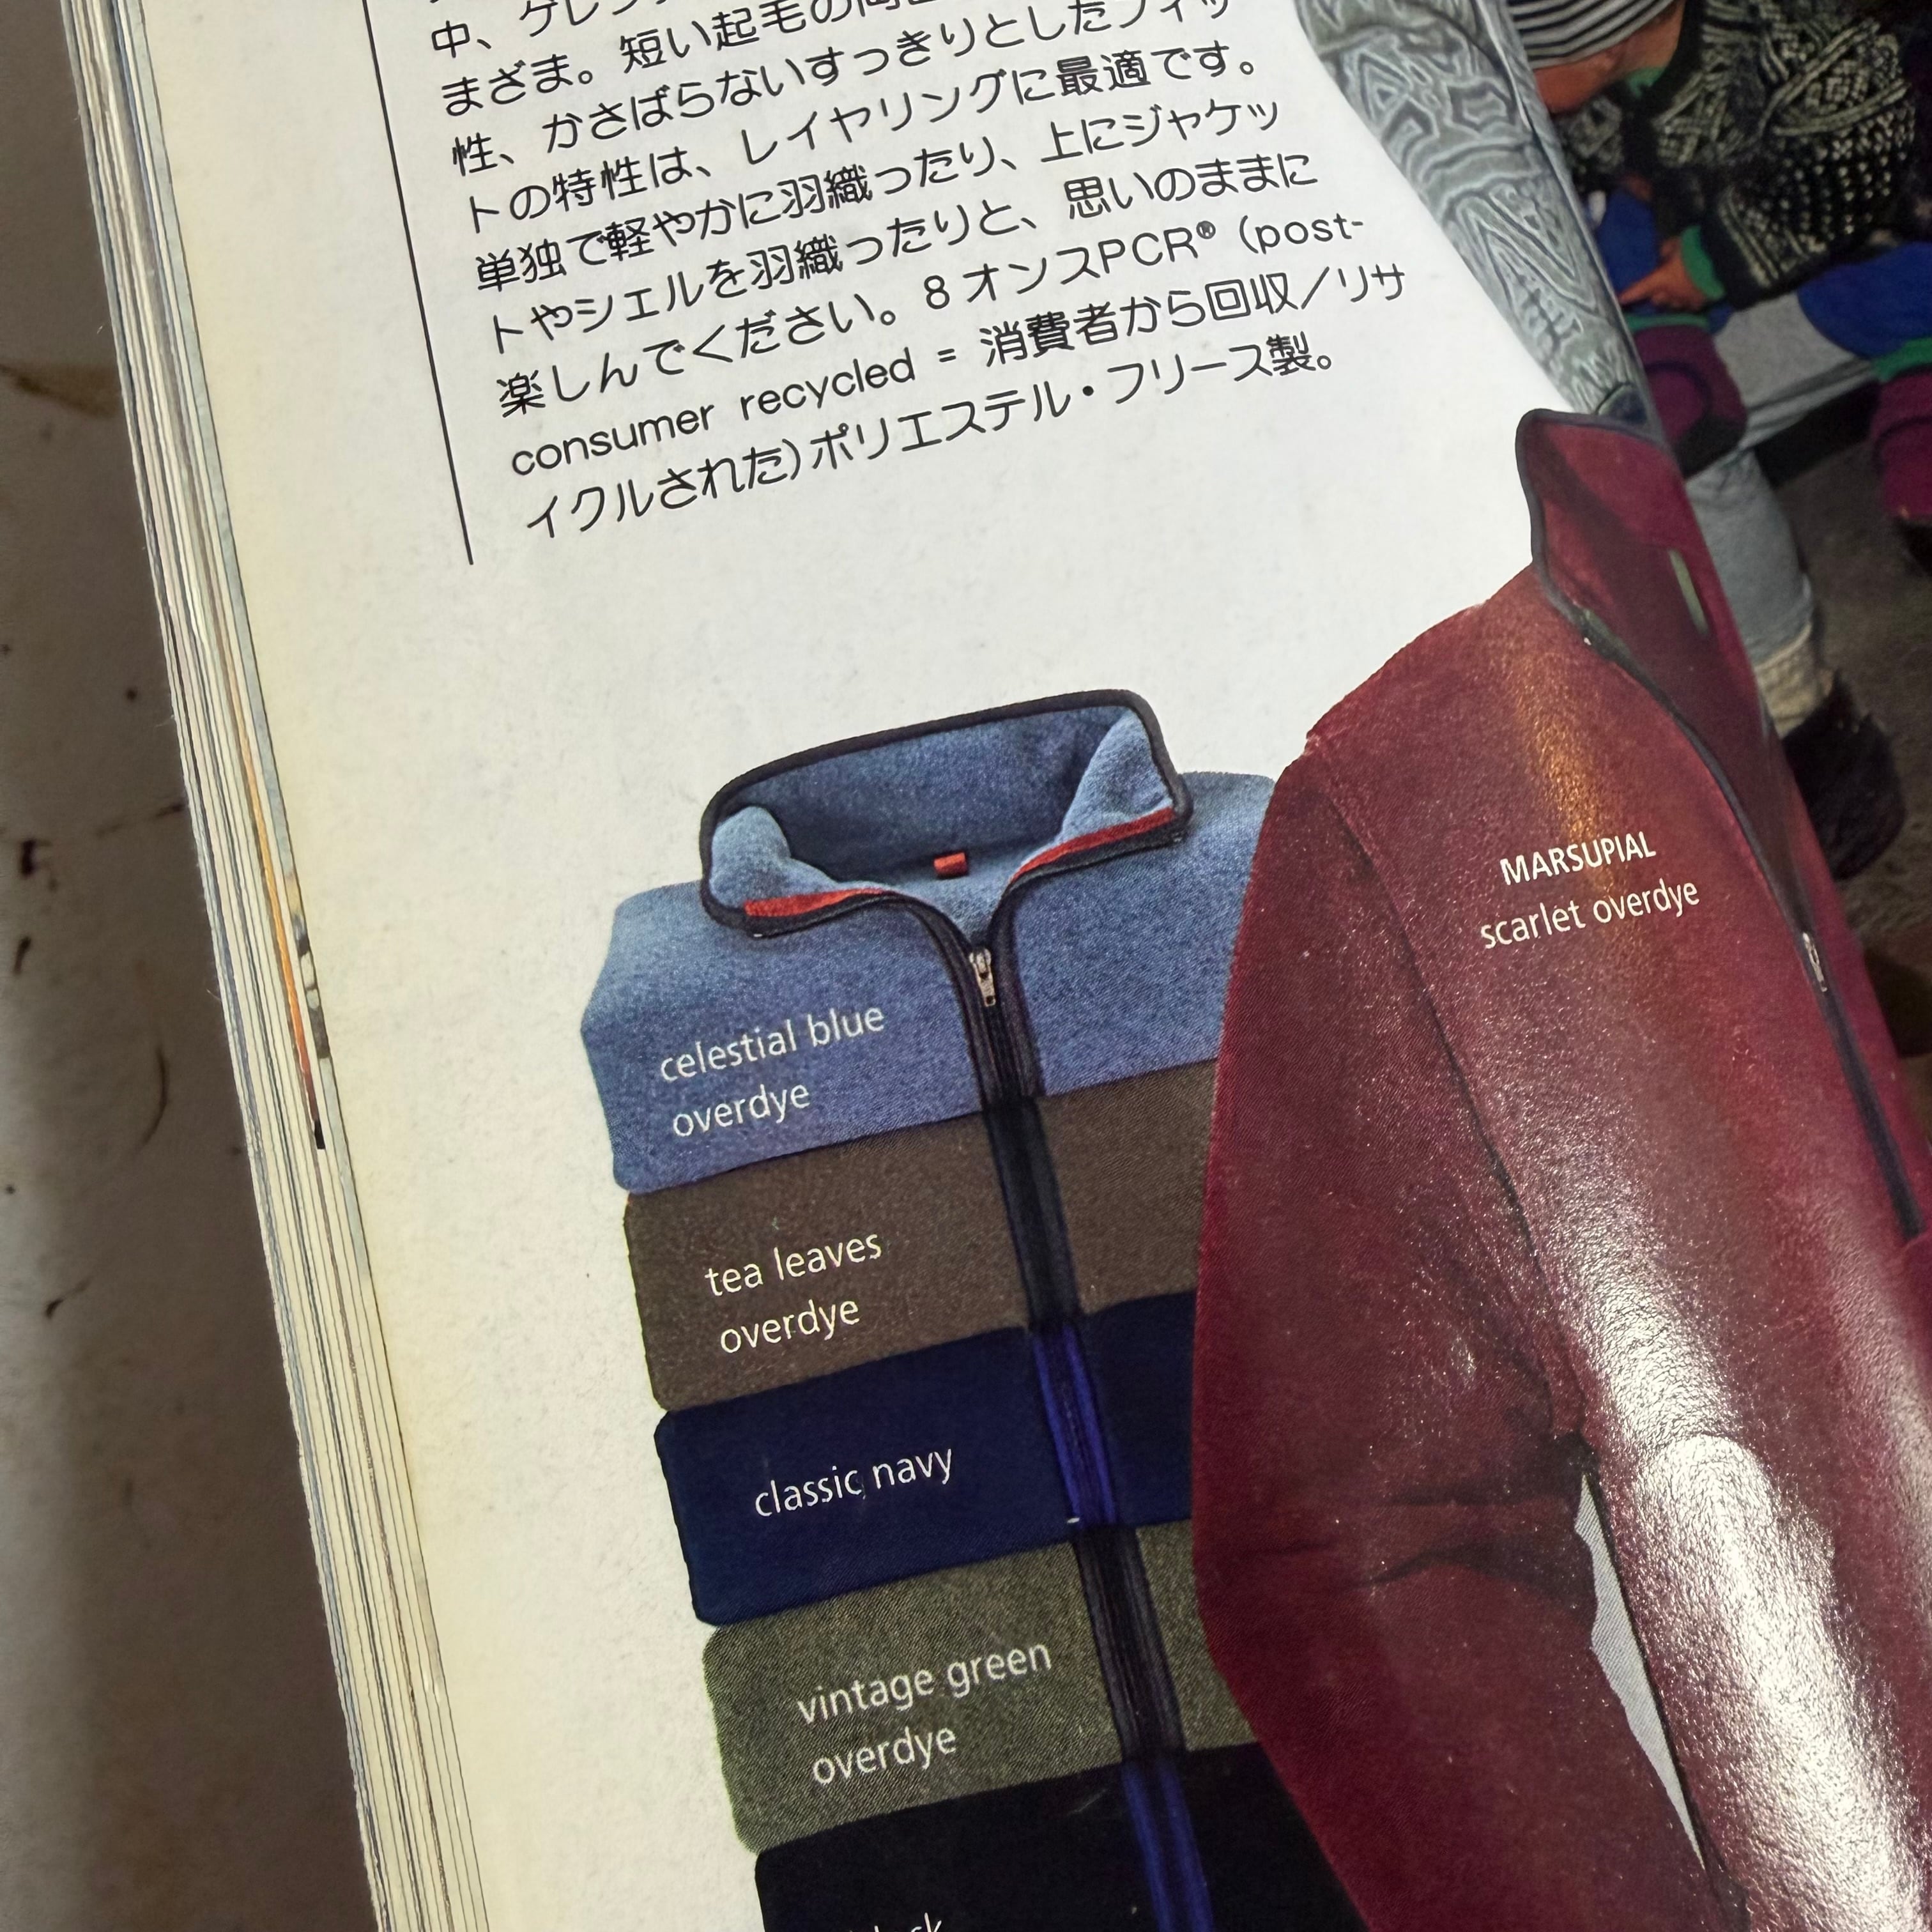 まざま。短い起毛の
性、かさばらないすっきりとしたフィッ
トの特性は、レイヤリングに最適です。
単独で軽やかに羽織ったり、上にジャケッ
トやシェルを羽織ったりと、思いのままに
楽しんでください。8 オンスPCR® (post-
consumer recycled = 消費者から回収/リサ
イクルされた)ポリエステル・フリース製。
MARSUPIAL
scarlet overdye
celestial blue
overdye
tea leaves
overdye
classic navy
vintage green
overdye